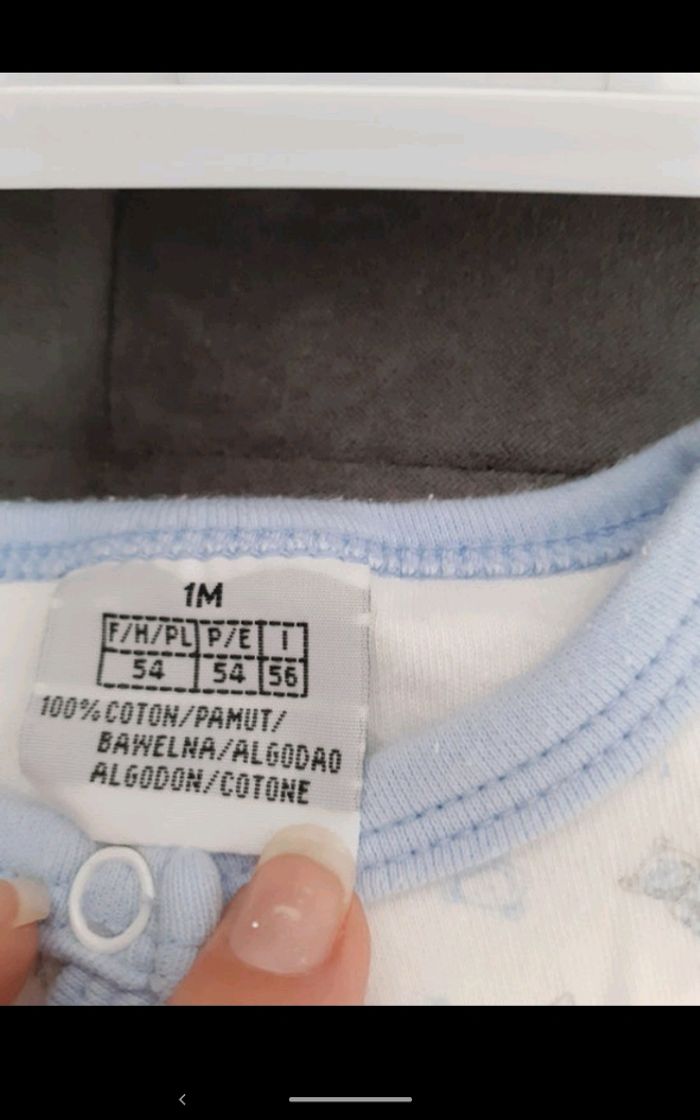 1M
F/H/PL P/E I
54 54 56
100% COTON/PAMUT/
BAWELNA/ALGODAO
ALGODON/COTONE